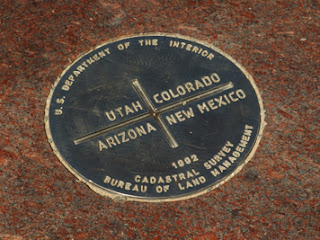 U.S. DEPARTMENT OF THE INTERIOR
UTAH COLORADO
ARIZONA NEW MEXICO
1992
CADASTRAL SURVEY
BUREAU OF LAND MANAGEMENT